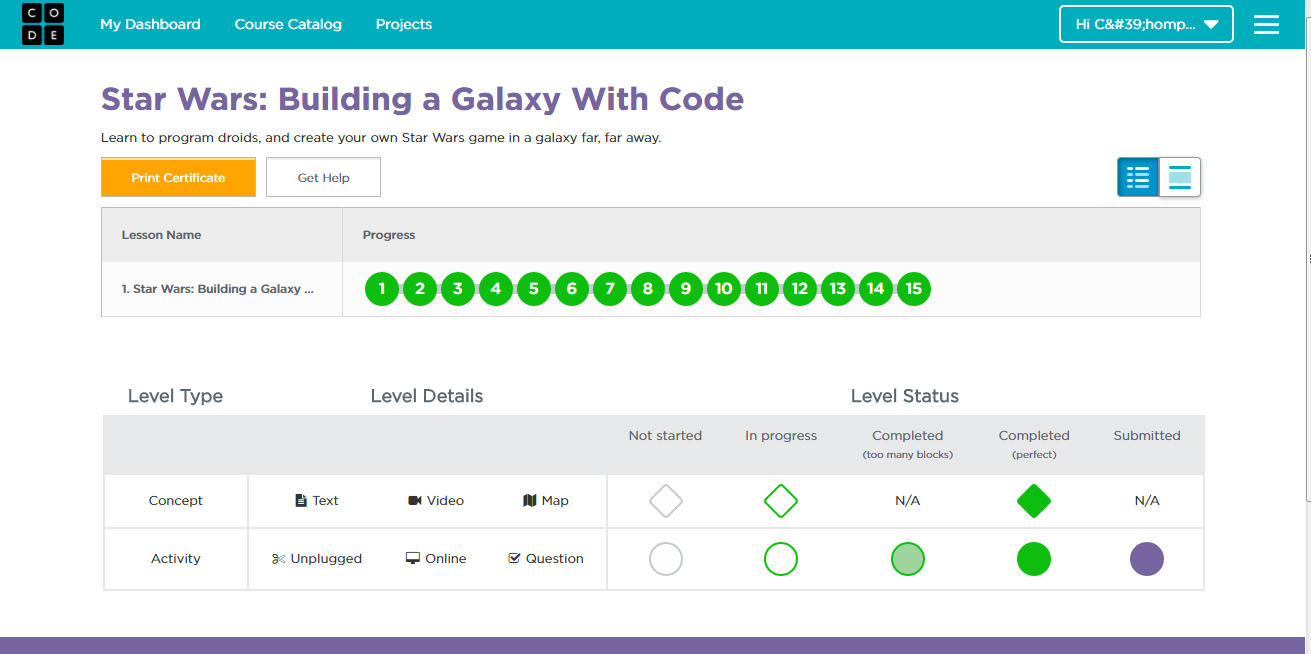 C O
D E
My Dashboard Course Catalog Projects
Hi C&#39;homp...
Star Wars: Building a Galaxy With Code
Learn to program droids, and create your own Star Wars game in a galaxy far, far away.
Print Certificate Get Help
Lesson Name Progress
1. Star Wars: Building a Galaxy ... 1 2 3 4 5 6 7 8 9 10 11 12 13 14 15
Level Type Level Details Level Status
Not started In progress Completed Completed Submitted
(too many blocks) (perfect)
Concept Text Video Map N/A N/A
Activity Unplugged Online Question